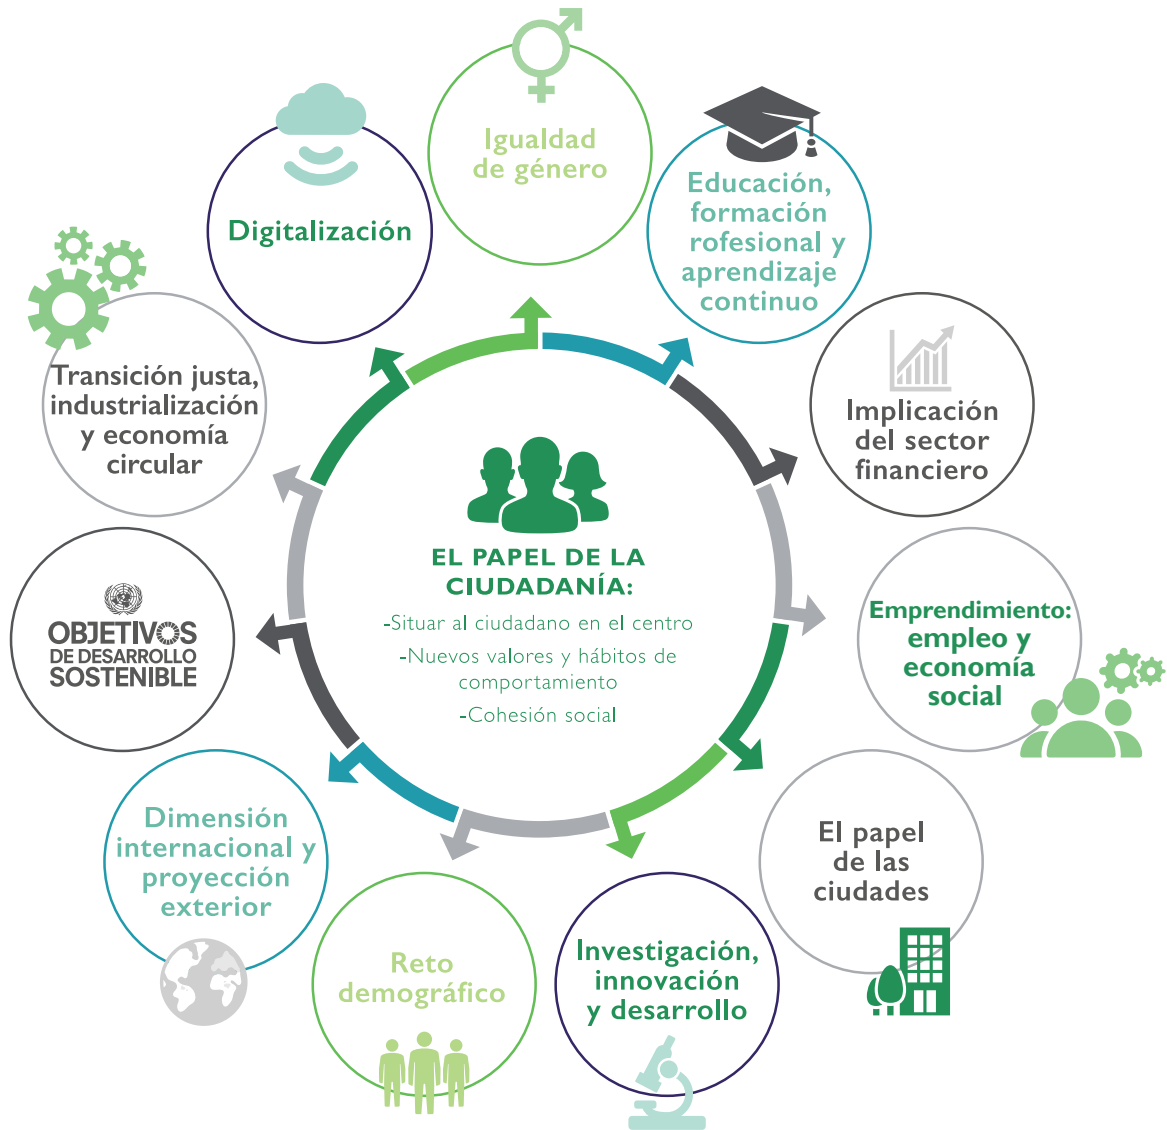 Igualdad
de género
Educación,
formación
rofesional y
aprendizaje
continuo
Implicación
del sector
financiero
Emprendimiento:
empleo y
economía
social
El papel
de las
ciudades
Investigación,
innovación
y desarrollo
Reto
demográfico
Dimensión
internacional y
proyección
exterior
OBJETIVOS
DE DESARROLLO
SOSTENIBLE
Transición justa,
industrialización
y economía
circular
Digitalización
EL PAPEL DE LA
CIUDADANÍA:
-Situar al ciudadano en el centro
-Nuevos valores y hábitos de
comportamiento
-Cohesión social